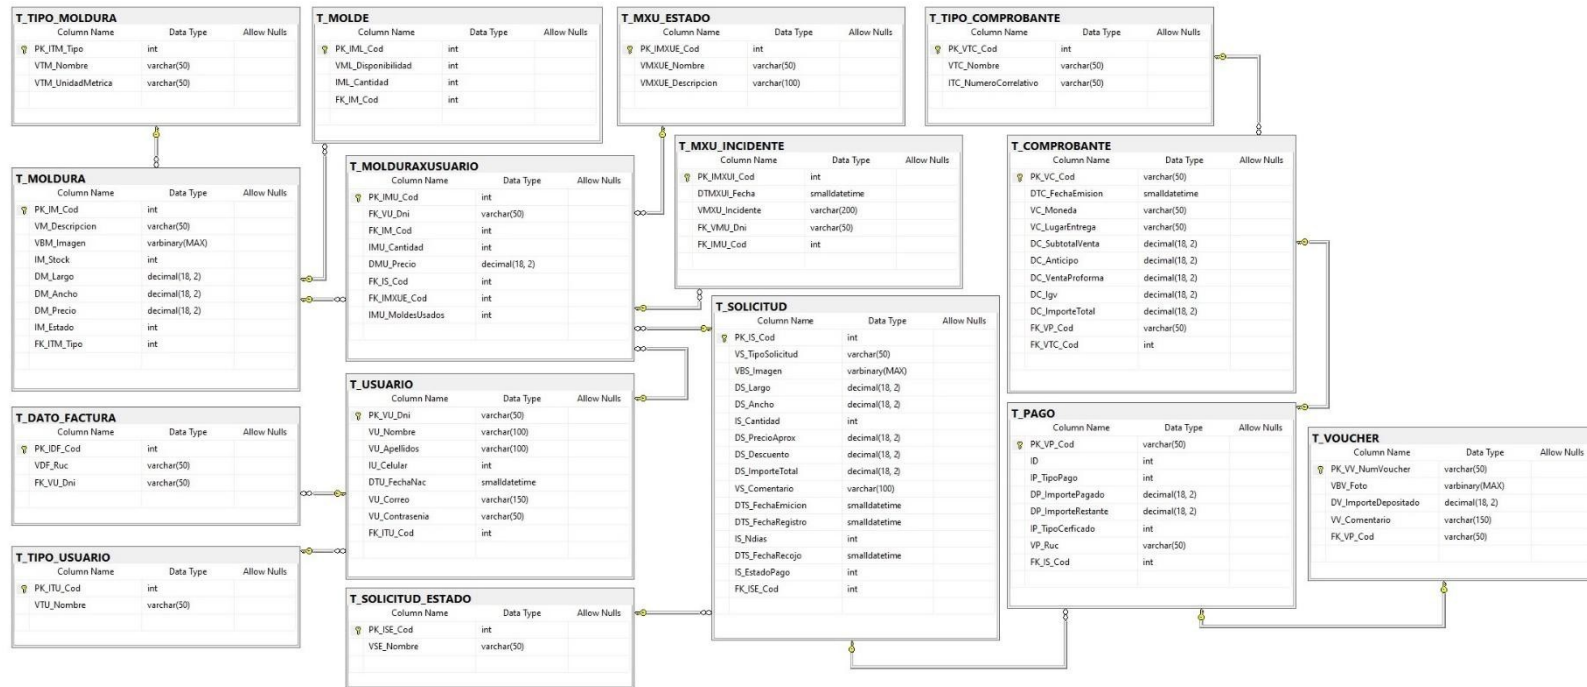 T_TIPO_MOLDURA
Column Name Data Type Allow Nulls
PK_ITM_Tipo int
VTM_Nombre varchar(50)
VTM_UnidadMetrica varchar(50)
T_MOLDE
Column Name Data Type Allow Nulls
PK_IML_Cod int
VML_Disponibilidad int
IML_Cantidad int
FK_IM_Cod int
T_MXU_ESTADO
Column Name Data Type Allow Nulls
PK_IMXUE_Cod int
VMXUE_Nombre varchar(50)
VMXUE_Descripcion varchar(100)
T_TIPO_COMPROBANTE
Column Name Data Type Allow Nulls
PK_VTC_Cod int
VTC_Nombre varchar(50)
ITC_NumeroCorrelativo varchar(50)
T_MOLDURA
Column Name Data Type Allow Nulls
PK_IM_Cod int
VM_Descripcion varchar(50)
VBM_Imagen varbinary(MAX)
IM_Stock int
DM_Largo decimal(18, 2)
DM_Ancho decimal(18, 2)
DM_Precio decimal(18, 2)
IM_Estado int
FK_ITM_Tipo int
T_MOLDURAXUSUARIO
Column Name Data Type Allow Nulls
PK_IMU_Cod int
FK_VU_Dni varchar(50)
FK_IM_Cod int
IMU_Cantidad int
DMU_Precio decimal(18, 2)
FK_IS_Cod int
FK_IMXUE_Cod int
IMU_MoldesUsados int
T_MXU_INCIDENTE
Column Name Data Type Allow Nulls
PK_IMXUI_Cod int
DTMXUI_Fecha smalldatetime
VMXU_Incidente varchar(200)
FK_VMU_Dni varchar(50)
FK_IMU_Cod int
T_COMPROBANTE
Column Name Data Type Allow Nulls
PK_VC_Cod varchar(50)
DTC_FechaEmision smalldatetime
VC_Moneda varchar(50)
VC_LugarEntrega varchar(50)
DC_SubtotalVenta decimal(18, 2)
DC_Anticipo decimal(18, 2)
DC_VentaProforma decimal(18, 2)
DC_Igv decimal(18, 2)
DC_ImporteTotal decimal(18, 2)
FK_VP_Cod varchar(50)
FK_VTC_Cod int
T_SOLICITUD
Column Name Data Type Allow Nulls
PK_IS_Cod int
VS_TipoSolicitud varchar(50)
VBS_Imagen varbinary(MAX)
DS_Largo decimal(18, 2)
DS_Ancho decimal(18, 2)
IS_Cantidad int
DS_PrecioAprox decimal(18, 2)
DS_Descuento decimal(18, 2)
DS_ImporteTotal decimal(18, 2)
VS_Comentario varchar(100)
DTS_FechaEmicion smalldatetime
DTS_FechaRegistro smalldatetime
IS_Ndias int
DTS_FechaRecojo smalldatetime
IS_EstadoPago int
FK_ISE_Cod int
T_DATO_FACTURA
Column Name Data Type Allow Nulls
PK_IDF_Cod int
VDF_Ruc varchar(50)
FK_VU_Dni varchar(50)
T_USUARIO
Column Name Data Type Allow Nulls
PK_VU_Dni varchar(50)
VU_Nombre varchar(100)
VU_Apellidos varchar(100)
IU_Celular int
DTU_FechaNac smalldatetime
VU_Correo varchar(150)
VU_Contrasenia varchar(50)
FK_ITU_Cod int
T_PAGO
Column Name Data Type Allow Nulls
PK_VP_Cod varchar(50)
ID int
IP_TipoPago int
DP_ImportePagado decimal(18, 2)
DP_ImporteRestante decimal(18, 2)
IP_TipoCerficado int
VP_Ruc varchar(50)
FK_IS_Cod int
T_VOUCHER
Column Name Data Type Allow Nulls
PK_VV_NumVoucher varchar(50)
VBV_Foto varbinary(MAX)
DV_ImporteDepositado decimal(18, 2)
VV_Comentario varchar(150)
FK_VP_Cod varchar(50)
T_TIPO_USUARIO
Column Name Data Type Allow Nulls
PK_ITU_Cod int
VTU_Nombre varchar(50)
T_SOLICITUD_ESTADO
Column Name Data Type Allow Nulls
PK_ISE_Cod int
VSE_Nombre varchar(50)